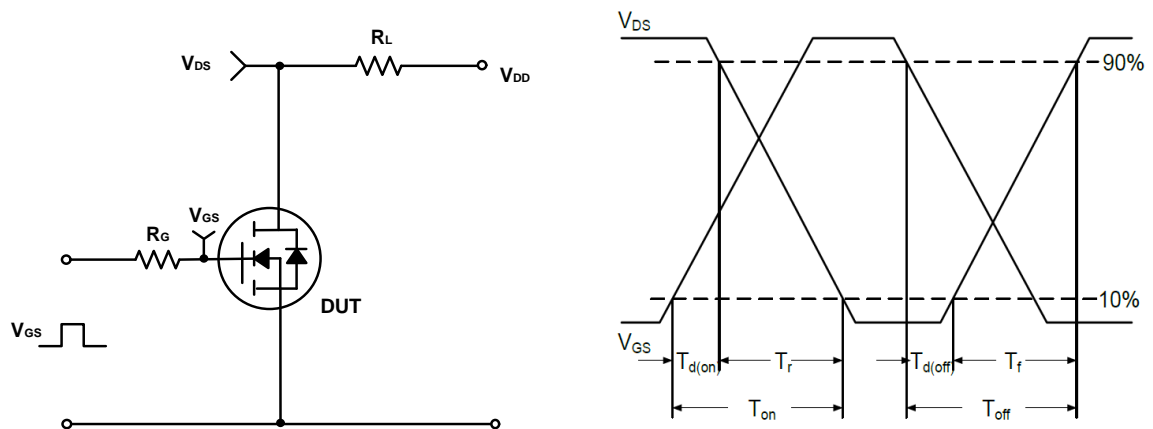 RL
VDS
VDD
VGS
RG
DUT
VGS
VDS
90%
10%
VGS
Td(on)
Tr
Td(off)
Tf
Ton
Toff